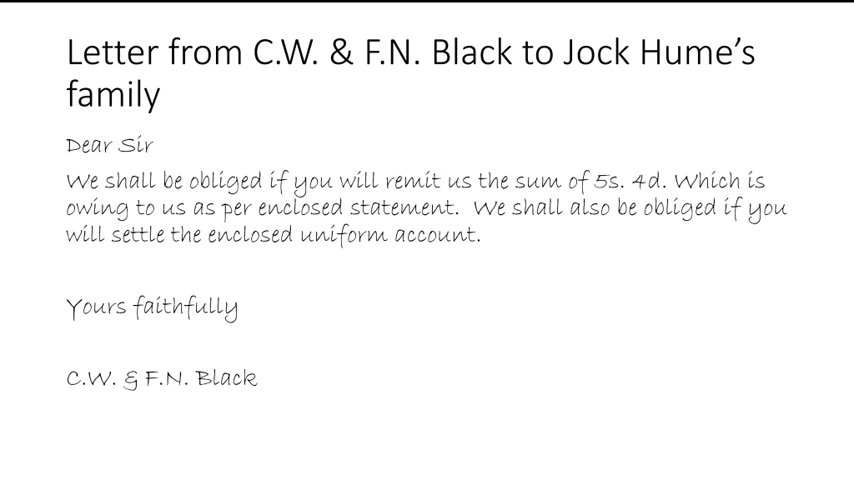 Letter from C.W. & F.N. Black to Jock Hume’s
family
Dear Sir
We shall be obliged if you will remit us the sum of 5s. 4d. Which is
owing to us as per enclosed statement.  We shall also be obliged if you
will settle the enclosed uniform account.
Yours faithfully
C.W. & F.N. Black